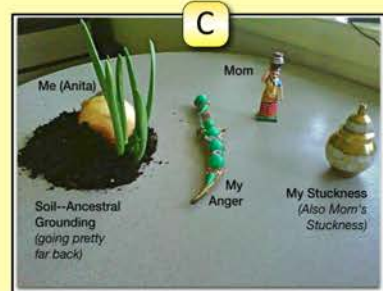 C
Me (Anita)
Mom
My
Anger
My Stuckness
(Also Mom's
Stuckness)
Soil--Ancestral
Grounding
(going pretty
far back)